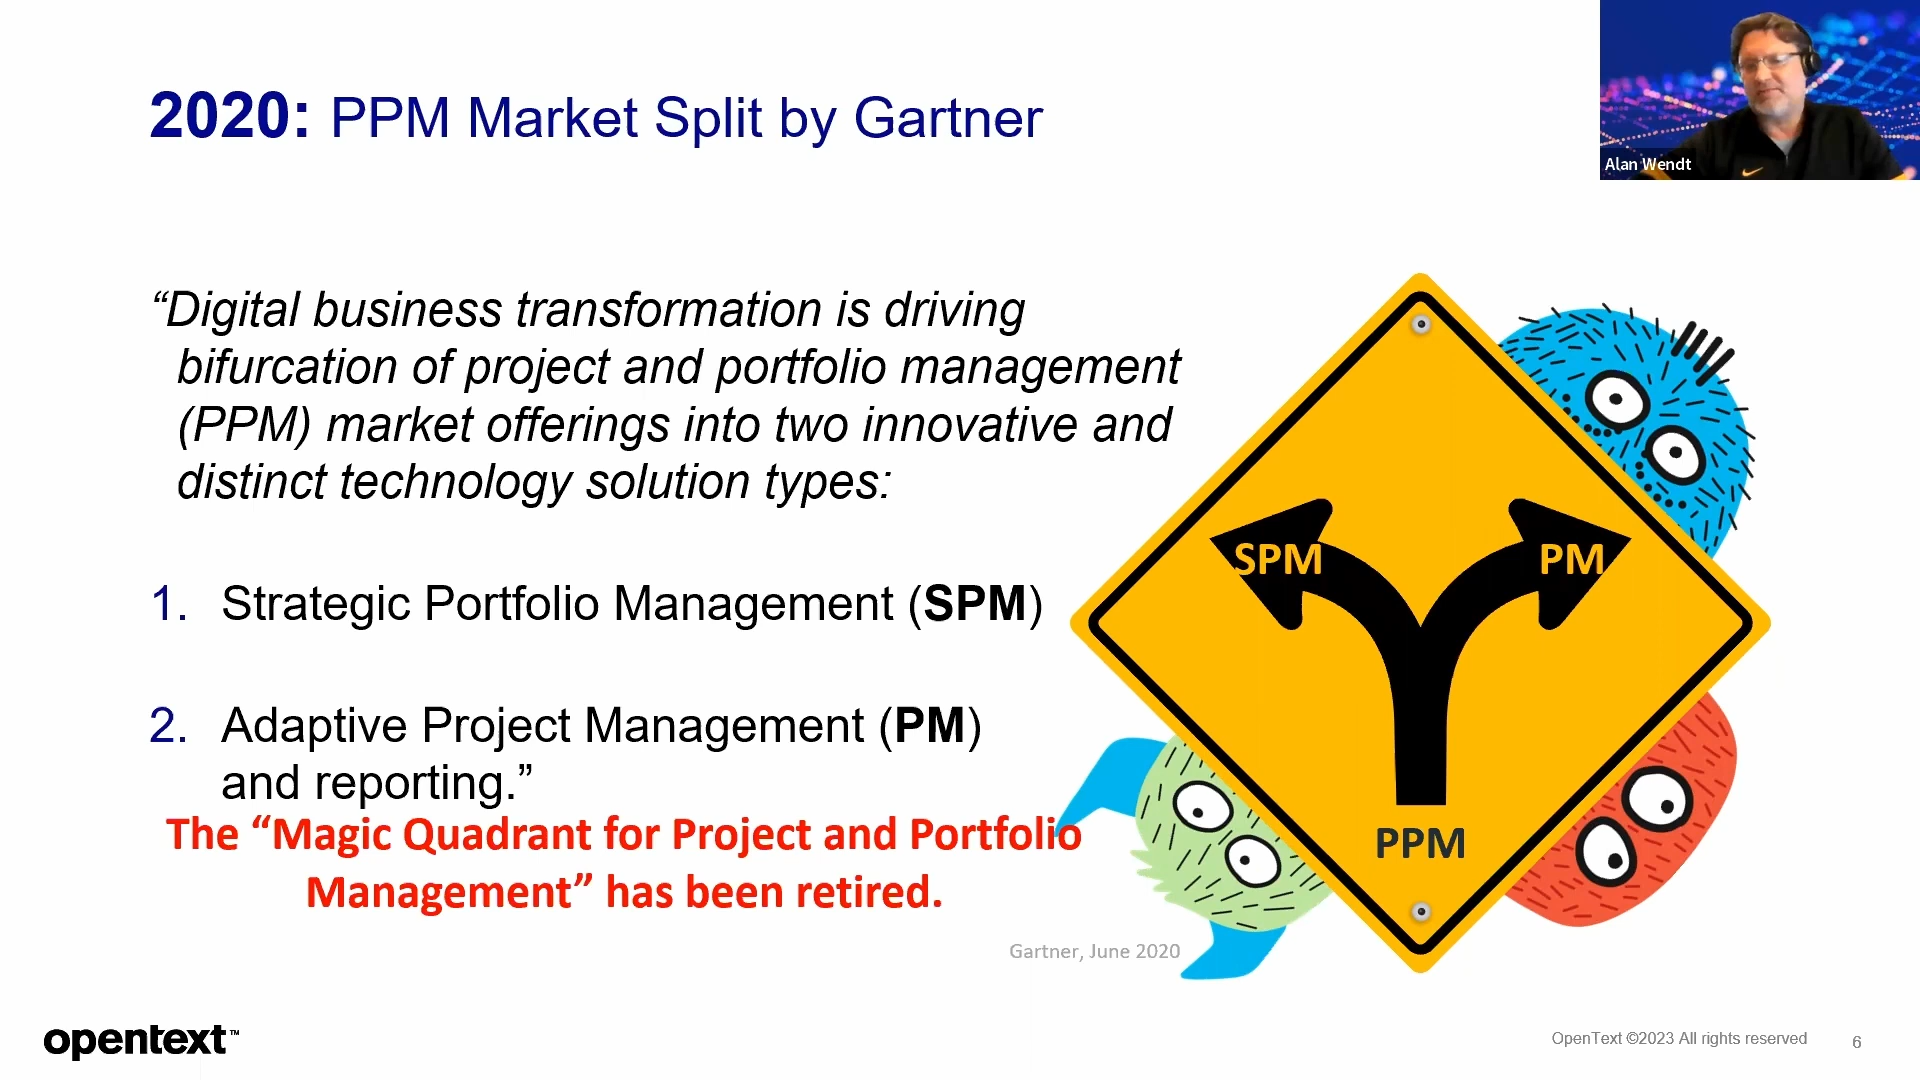 2020: PPM Market Split by Gartner
Alan Wendt
“Digital business transformation is driving
bifurcation of project and portfolio management
(PPM) market offerings into two innovative and
distinct technology solution types:
1. Strategic Portfolio Management (SPM)
2. Adaptive Project Management (PM)
and reporting.”
The “Magic Quadrant for Project and Portfolio
Management” has been retired.
Gartner, June 2020
SPM
PM
PPM
opentext™
OpenText ©2023 All rights reserved
6